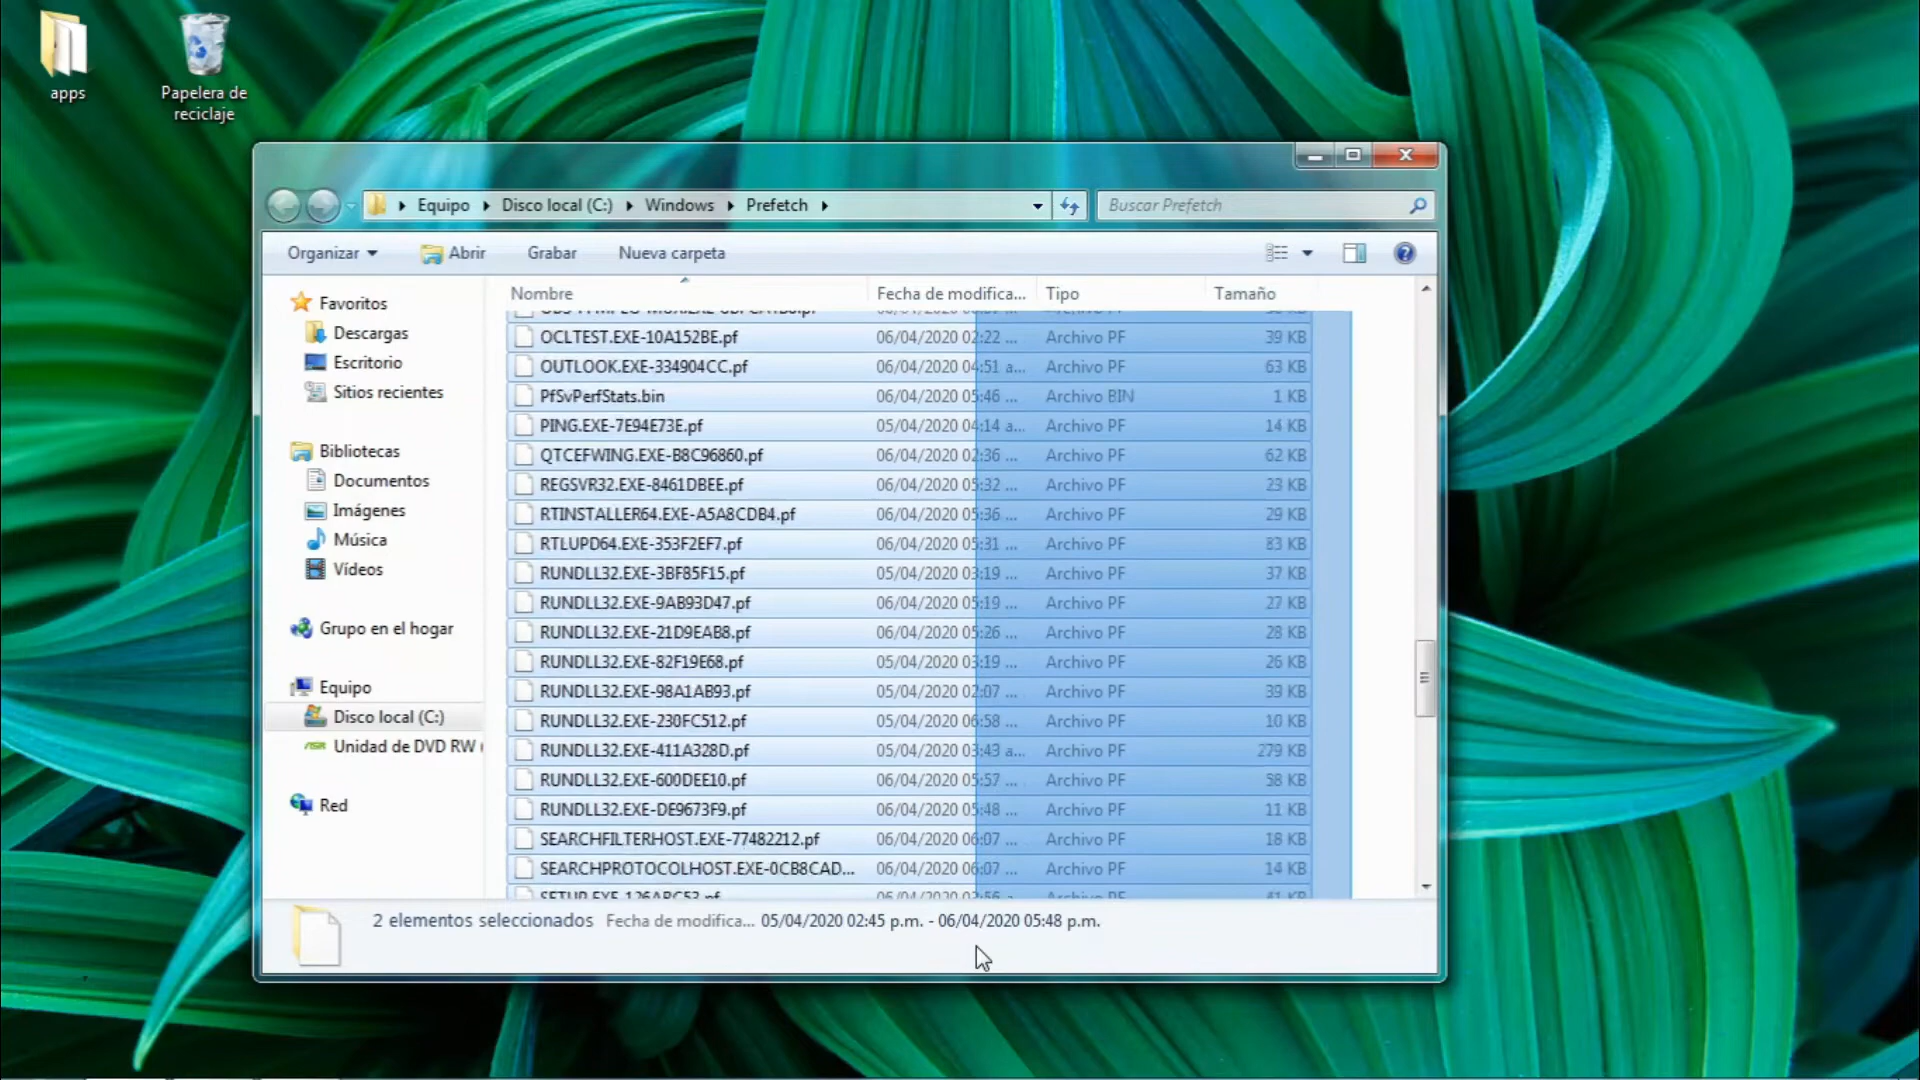 apps
Papelera de
reciclaje
Equipo
Disco local (C:)
Windows
Prefetch
Buscar Prefetch
Organizar
Abrir
Grabar
Nueva carpeta
Nombre
Fecha de modifica...
Tipo
Tamaño
Favoritos
Descargas
Escritorio
Sitios recientes
Bibliotecas
Documentos
Imágenes
Música
Vídeos
Grupo en el hogar
Equipo
Disco local (C:)
Unidad de DVD RW
Red
OCLTEST.EXE-10A152BE.pf 06/04/2020 02:22 ... Archivo PF 39 KB
OUTLOOK.EXE-334904CC.pf 06/04/2020 04:51 a... Archivo PF 63 KB
PfSvPerfStats.bin 06/04/2020 05:46 ... Archivo BIN 1 KB
PING.EXE-7E94E73E.pf 05/04/2020 04:14 a... Archivo PF 14 KB
QTCEFWING.EXE-B8C96860.pf 06/04/2020 02:36 ... Archivo PF 62 KB
REGSVR32.EXE-8461DBEE.pf 06/04/2020 05:32 ... Archivo PF 23 KB
RTINSTALLER64.EXE-A5A8CDB4.pf 06/04/2020 05:36 ... Archivo PF 29 KB
RTLUPD64.EXE-353F2EF7.pf 06/04/2020 05:31 ... Archivo PF 83 KB
RUNDLL32.EXE-3BF85F15.pf 05/04/2020 03:19 ... Archivo PF 37 KB
RUNDLL32.EXE-9AB93D47.pf 06/04/2020 05:19 ... Archivo PF 27 KB
RUNDLL32.EXE-21D9EAB8.pf 06/04/2020 05:26 ... Archivo PF 28 KB
RUNDLL32.EXE-82F19E68.pf 05/04/2020 03:19 ... Archivo PF 26 KB
RUNDLL32.EXE-98A1AB93.pf 05/04/2020 02:07 ... Archivo PF 39 KB
RUNDLL32.EXE-230FC512.pf 05/04/2020 06:58 ... Archivo PF 10 KB
RUNDLL32.EXE-411A328D.pf 05/04/2020 03:43 a... Archivo PF 279 KB
RUNDLL32.EXE-600DEE10.pf 06/04/2020 05:57 ... Archivo PF 58 KB
RUNDLL32.EXE-DE9673F9.pf 06/04/2020 05:48 ... Archivo PF 11 KB
SEARCHFILTERHOST.EXE-77482212.pf 06/04/2020 06:07 ... Archivo PF 18 KB
SEARCHPROTOCOLHOST.EXE-0CB8CAD... 06/04/2020 06:07 ... Archivo PF 14 KB
2 elementos seleccionados Fecha de modifica... 05/04/2020 02:45 p.m. - 06/04/2020 05:48 p.m.